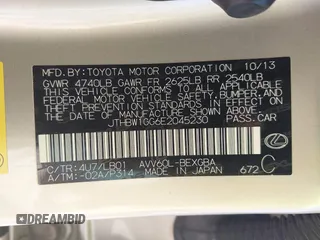 MFD. BY: TOYOTA MOTOR CORPORATION 10/13
GVWR 4740LB GAWR FR 2625LB RR 2540LB
THIS VEHICLE CONFORMS TO ALL APPLICABLE
FEDERAL MOTOR VEHICLE SAFETY, BUMPER, AND
THEFT PREVENTION STANDARDS IN EFFECT ON
THE DATE OF MANUFACTURE SHOWN ABOVE.
JTHBW1GG6E2045230 PASS.CAR
C/TR:4U7/LB01 AVV60L-BEXGBA
A/TM:-02A/P314 MADE IN JAPAN 672 C
DREAMBID